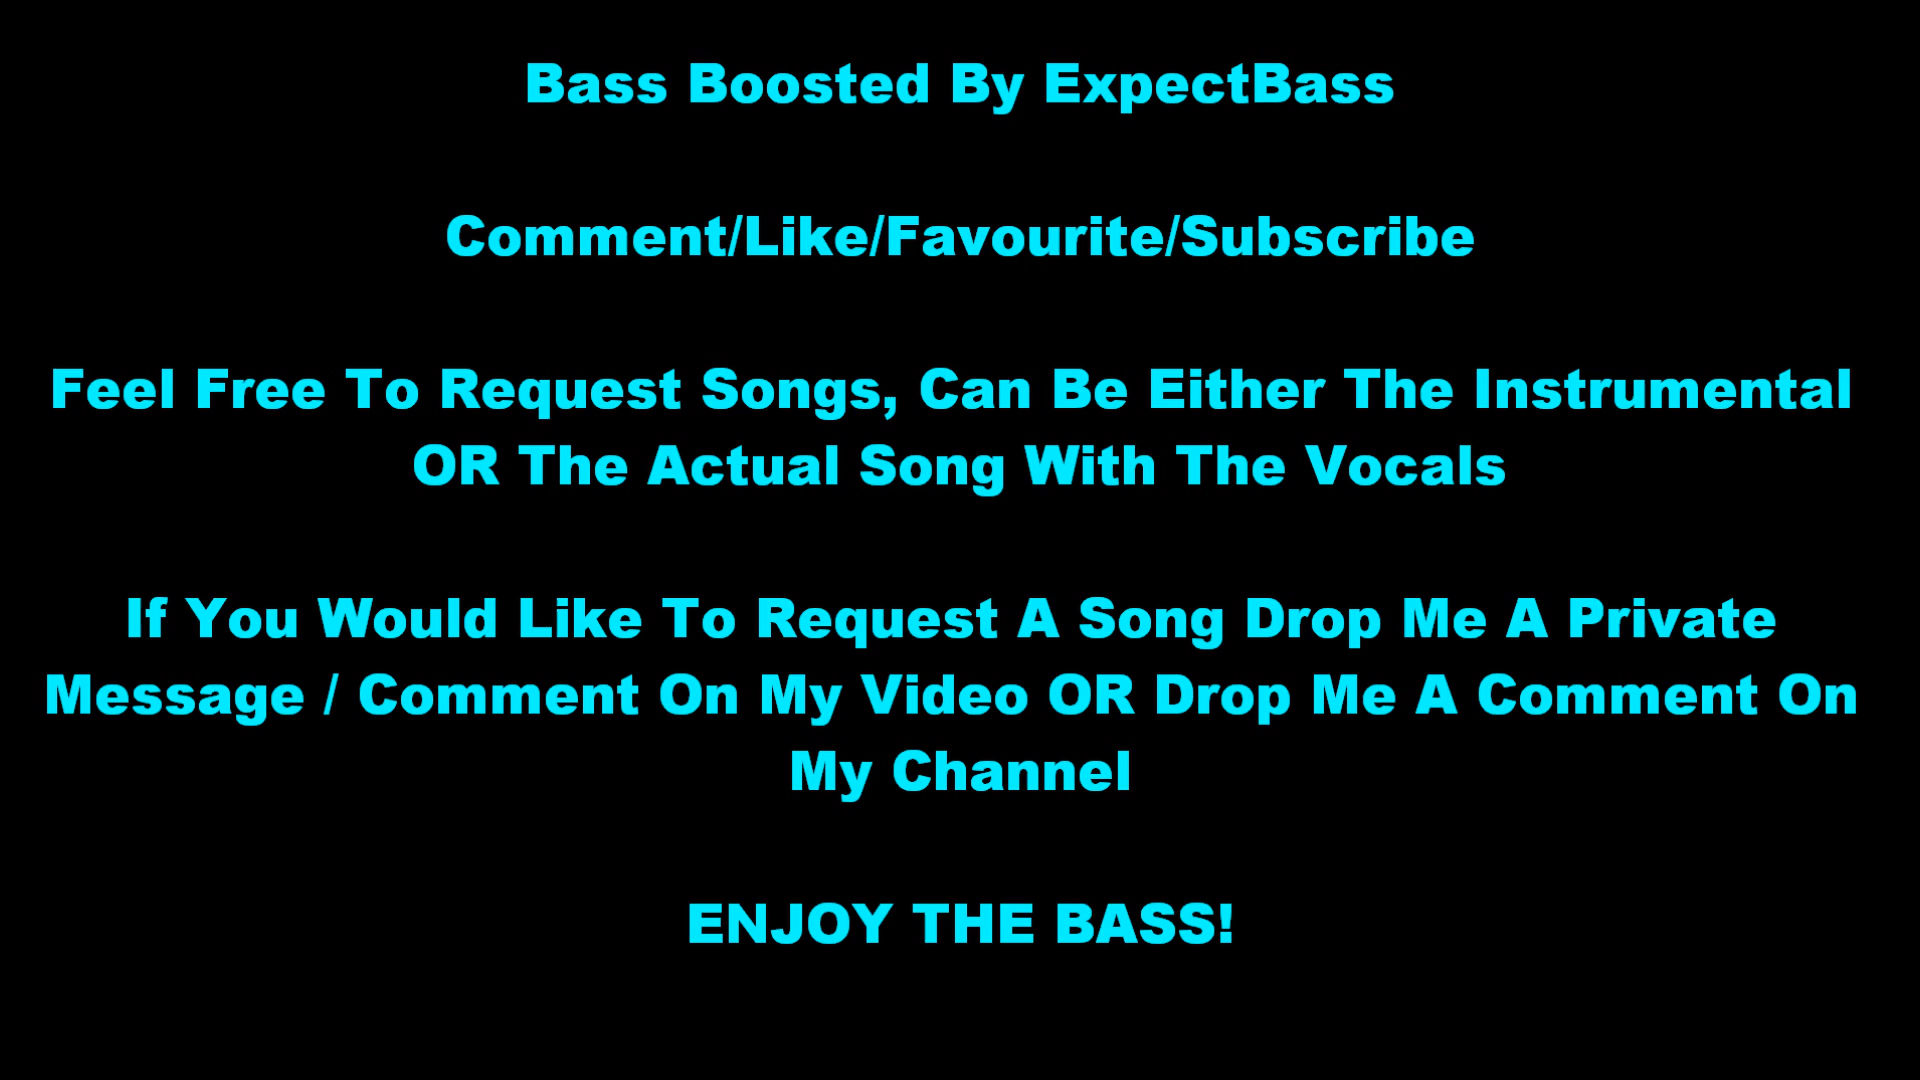 Bass Boosted By ExpectBass
Comment/Like/Favourite/Subscribe
Feel Free To Request Songs, Can Be Either The Instrumental
OR The Actual Song With The Vocals
If You Would Like To Request A Song Drop Me A Private
Message / Comment On My Video OR Drop Me A Comment On
My Channel
ENJOY THE BASS!